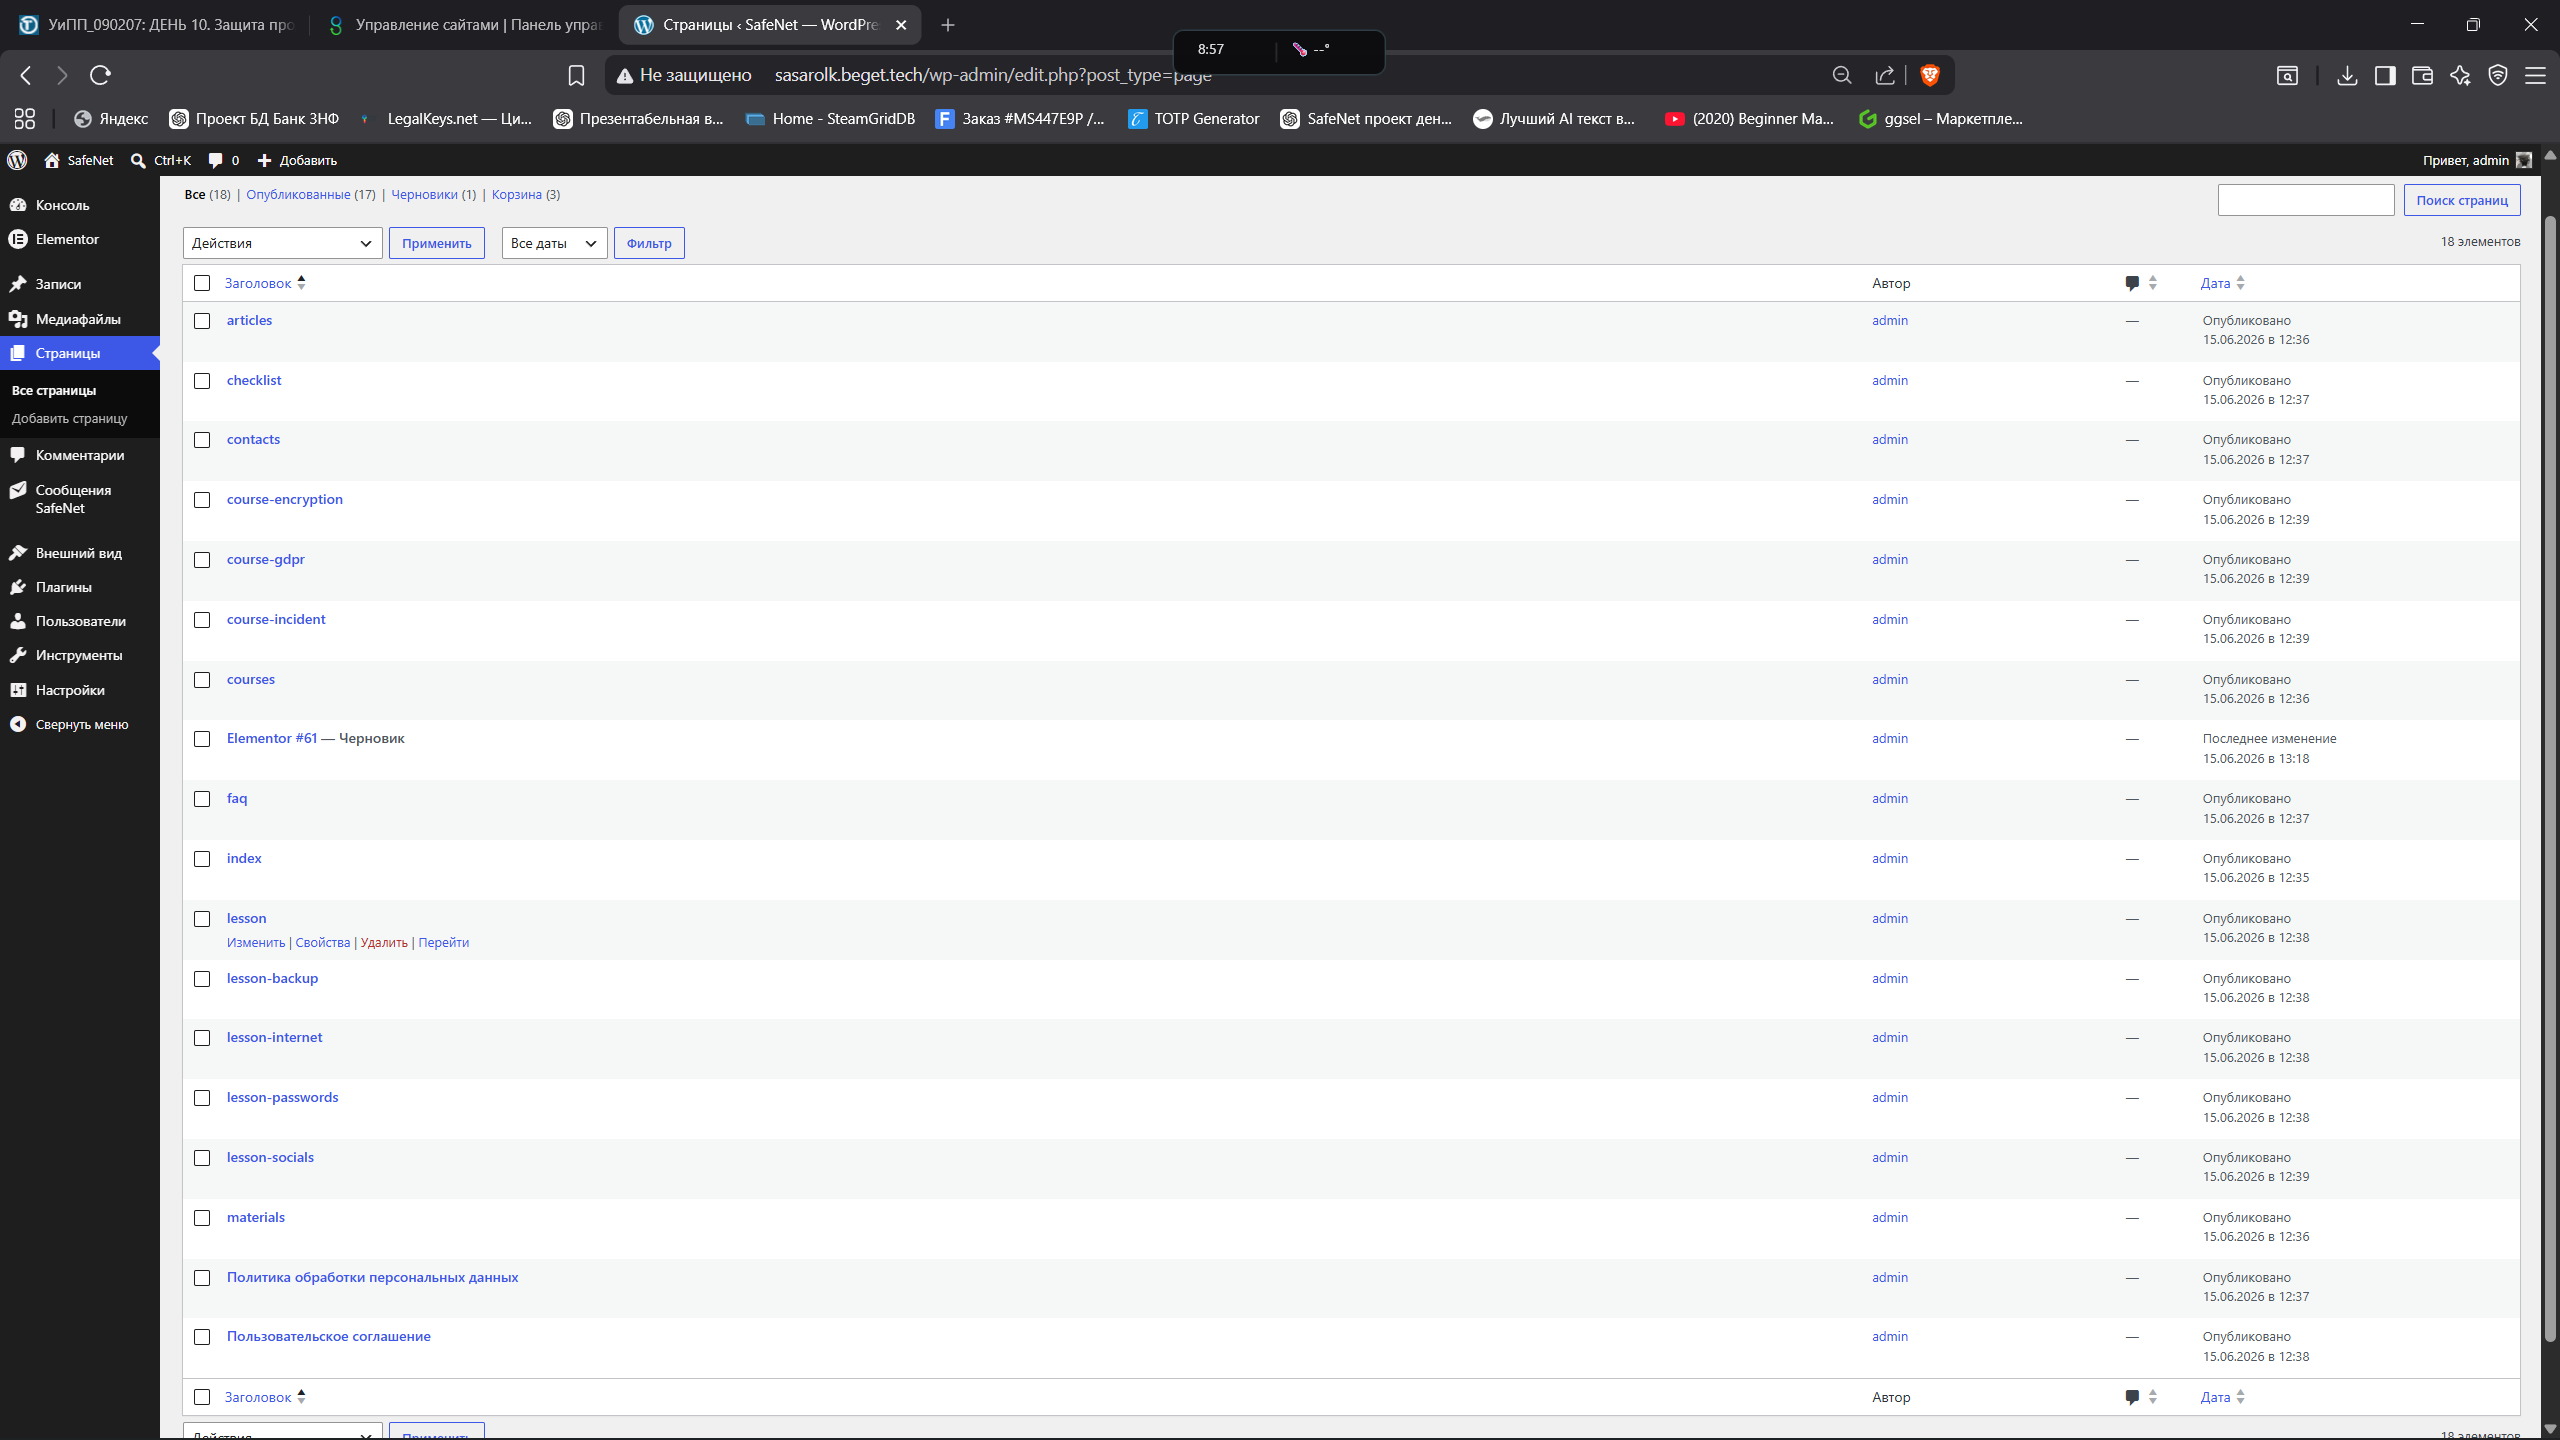 УиПП_090207: ДЕНЬ 10. Защита про
Управление сайтами | Панель упра
Страницы ‹ SafeNet — WordPre
8:57
--°
Не защищено sasarolk.beget.tech/wp-admin/edit.php?post_type=page
Яндекс
Проект БД Банк ЗНФ
LegalKeys.net — Ци...
Презентабельная в...
Home - SteamGridDB
Заказ #MS447E9P /...
TOTP Generator
SafeNet проект ден...
Лучший AI текст в...
(2020) Beginner Ma...
ggsel – Маркетпле...
SafeNet Ctrl+K 0 Добавить
Привет, admin
Консоль
Elementor
Записи
Медиафайлы
Страницы
Все страницы
Добавить страницу
Комментарии
Сообщения
SafeNet
Внешний вид
Плагины
Пользователи
Инструменты
Настройки
Свернуть меню
Все (18) | Опубликованные (17) | Черновики (1) | Корзина (3)
Поиск страниц
Действия Применить Все даты Фильтр
18 элементов
Заголовок Автор Дата
articles admin — Опубликовано
15.06.2026 в 12:36
checklist admin — Опубликовано
15.06.2026 в 12:37
contacts admin — Опубликовано
15.06.2026 в 12:37
course-encryption admin — Опубликовано
15.06.2026 в 12:39
course-gdpr admin — Опубликовано
15.06.2026 в 12:39
course-incident admin — Опубликовано
15.06.2026 в 12:39
courses admin — Опубликовано
15.06.2026 в 12:36
Elementor #61 — Черновик admin — Последнее изменение
15.06.2026 в 13:18
faq admin — Опубликовано
15.06.2026 в 12:37
index admin — Опубликовано
15.06.2026 в 12:35
lesson admin — Опубликовано
Изменить | Свойства | Удалить | Перейти 15.06.2026 в 12:38
lesson-backup admin — Опубликовано
15.06.2026 в 12:38
lesson-internet admin — Опубликовано
15.06.2026 в 12:38
lesson-passwords admin — Опубликовано
15.06.2026 в 12:38
lesson-socials admin — Опубликовано
15.06.2026 в 12:39
materials admin — Опубликовано
15.06.2026 в 12:36
Политика обработки персональных данных admin — Опубликовано
15.06.2026 в 12:37
Пользовательское соглашение admin — Опубликовано
15.06.2026 в 12:38
Заголовок Автор Дата
Действия Применить
18 элементов